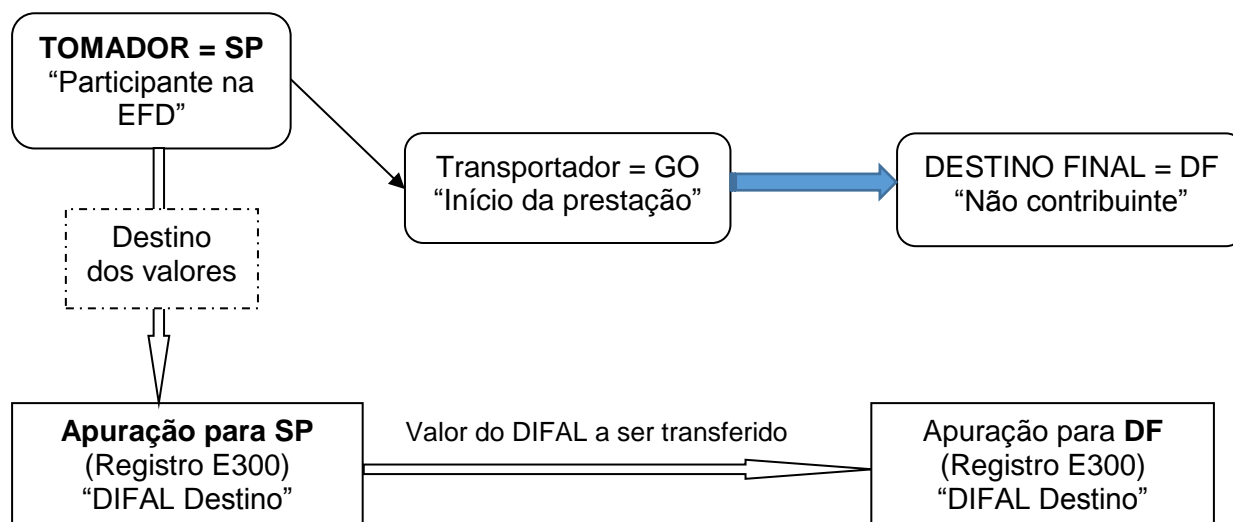 TOMADOR = SP
“Participante na
EFD”
Transportador = GO
“Início da prestação”
DESTINO FINAL = DF
“Não contribuinte”
Destino
dos valores
Apuração para SP
(Registro E300)
“DIFAL Destino”
Valor do DIFAL a ser transferido
Apuração para DF
(Registro E300)
“DIFAL Destino”